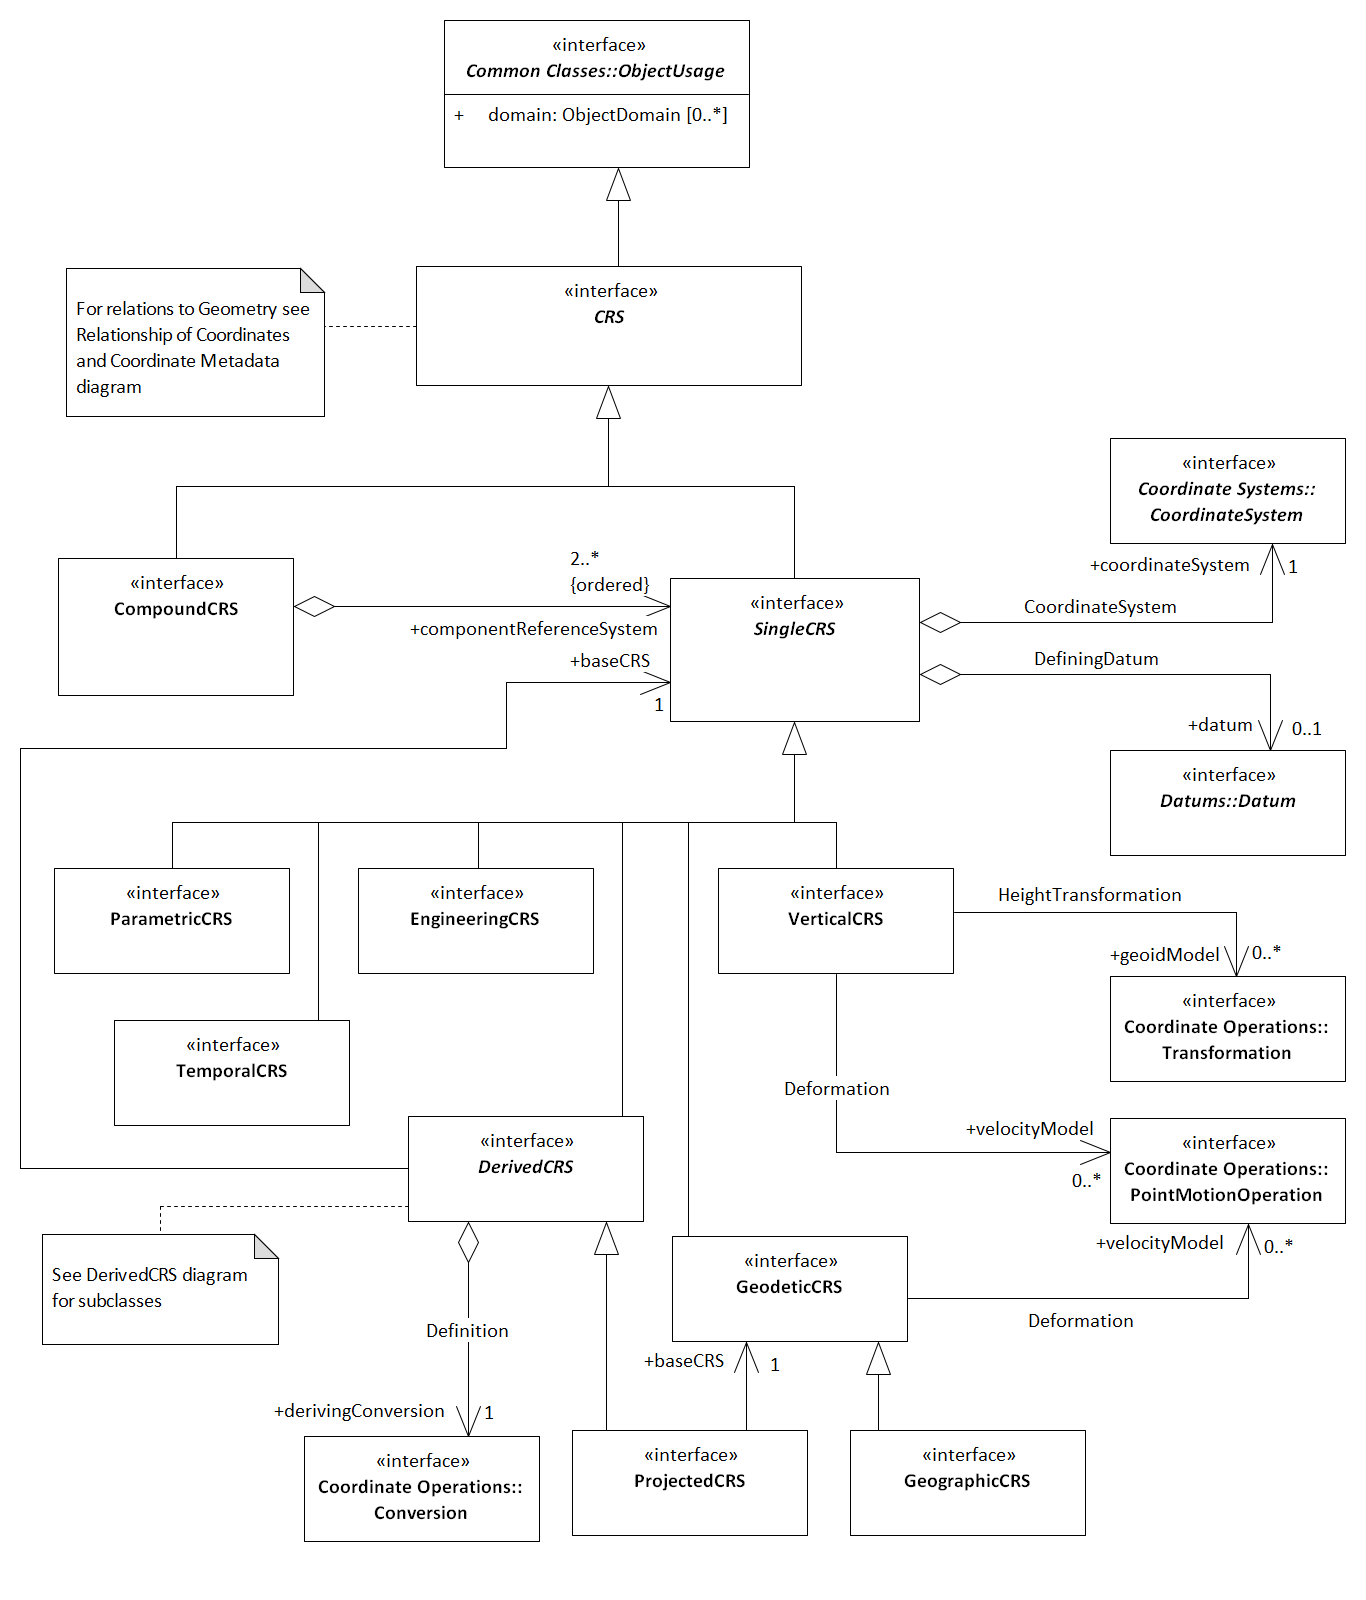 «interface»
Common Classes::ObjectUsage
+ domain: ObjectDomain [0..*]
«interface»
CRS
For relations to Geometry see
Relationship of Coordinates
and Coordinate Metadata
diagram
«interface»
Coordinate Systems::
CoordinateSystem
+coordinateSystem
1
CoordinateSystem
«interface»
CompoundCRS
2..*
{ordered}
+componentReferenceSystem
«interface»
SingleCRS
+baseCRS
1
DefiningDatum
+datum
0..1
«interface»
Datums::Datum
«interface»
ParametricCRS
«interface»
EngineeringCRS
«interface»
VerticalCRS
HeightTransformation
+geoidModel
0..*
«interface»
Coordinate Operations::
Transformation
«interface»
TemporalCRS
Deformation
+velocityModel
0..*
«interface»
Coordinate Operations::
PointMotionOperation
«interface»
DerivedCRS
+velocityModel
0..*
See DerivedCRS diagram
for subclasses
«interface»
GeodeticCRS
Deformation
Definition
+baseCRS
1
+derivingConversion
1
«interface»
Coordinate Operations::
Conversion
«interface»
ProjectedCRS
«interface»
GeographicCRS